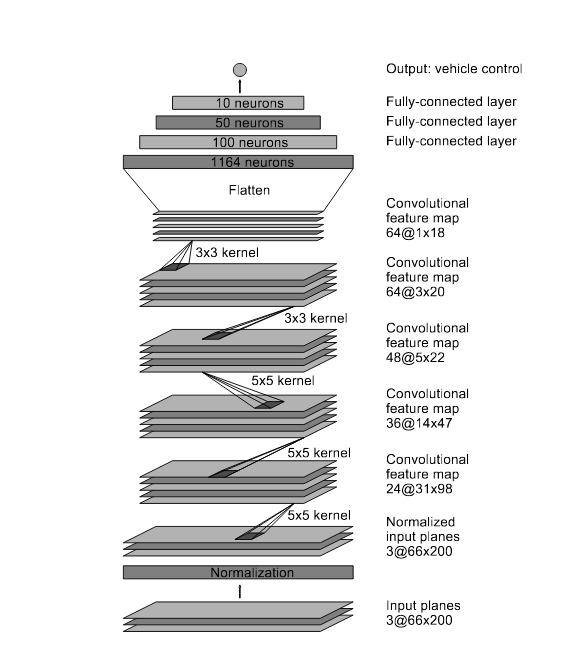 Output: vehicle control
10 neurons
Fully-connected layer
50 neurons
Fully-connected layer
100 neurons
Fully-connected layer
1164 neurons
Flatten
Convolutional
feature map
64@1x18
3x3 kernel
Convolutional
feature map
64@3x20
3x3 kernel
Convolutional
feature map
48@5x22
5x5 kernel
Convolutional
feature map
36@14x47
5x5 kernel
Convolutional
feature map
24@31x98
5x5 kernel
Normalized
input planes
3@66x200
Normalization
Input planes
3@66x200